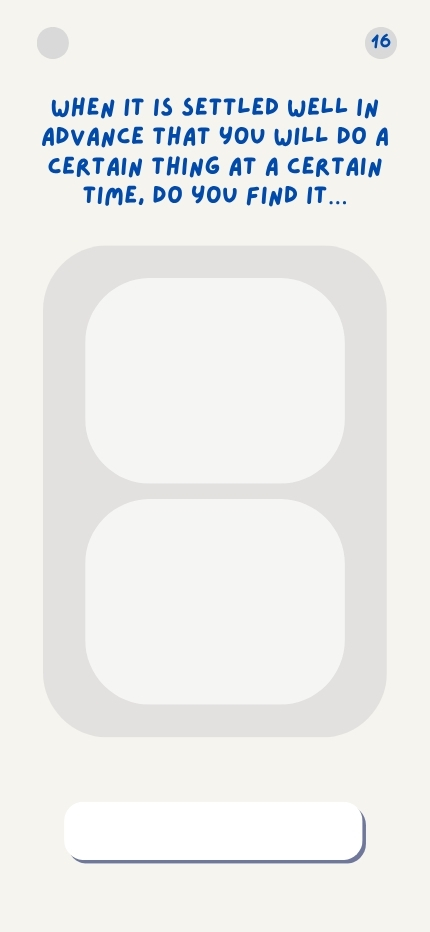 16
WHEN IT IS SETTLED WELL IN
ADVANCE THAT YOU WILL DO A
CERTAIN THING AT A CERTAIN
TIME, DO YOU FIND IT...